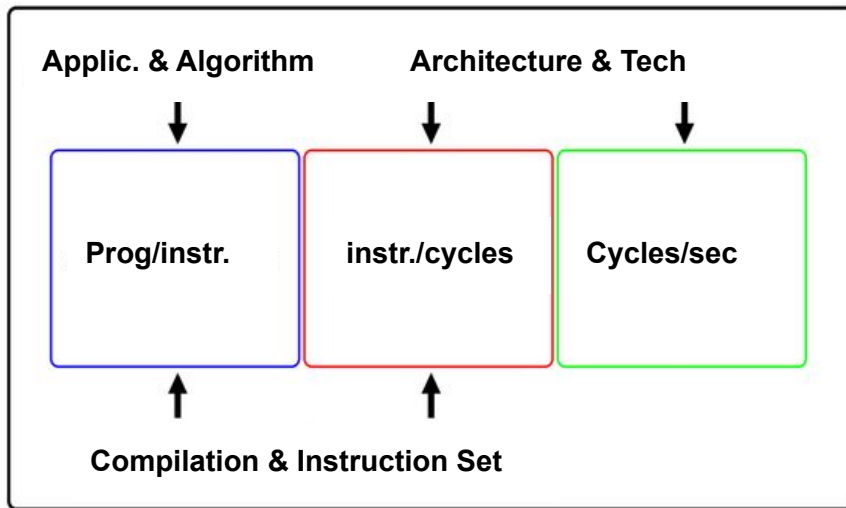 Applic. & Algorithm
Architecture & Tech
Prog/instr.
instr./cycles
Cycles/sec
Compilation & Instruction Set